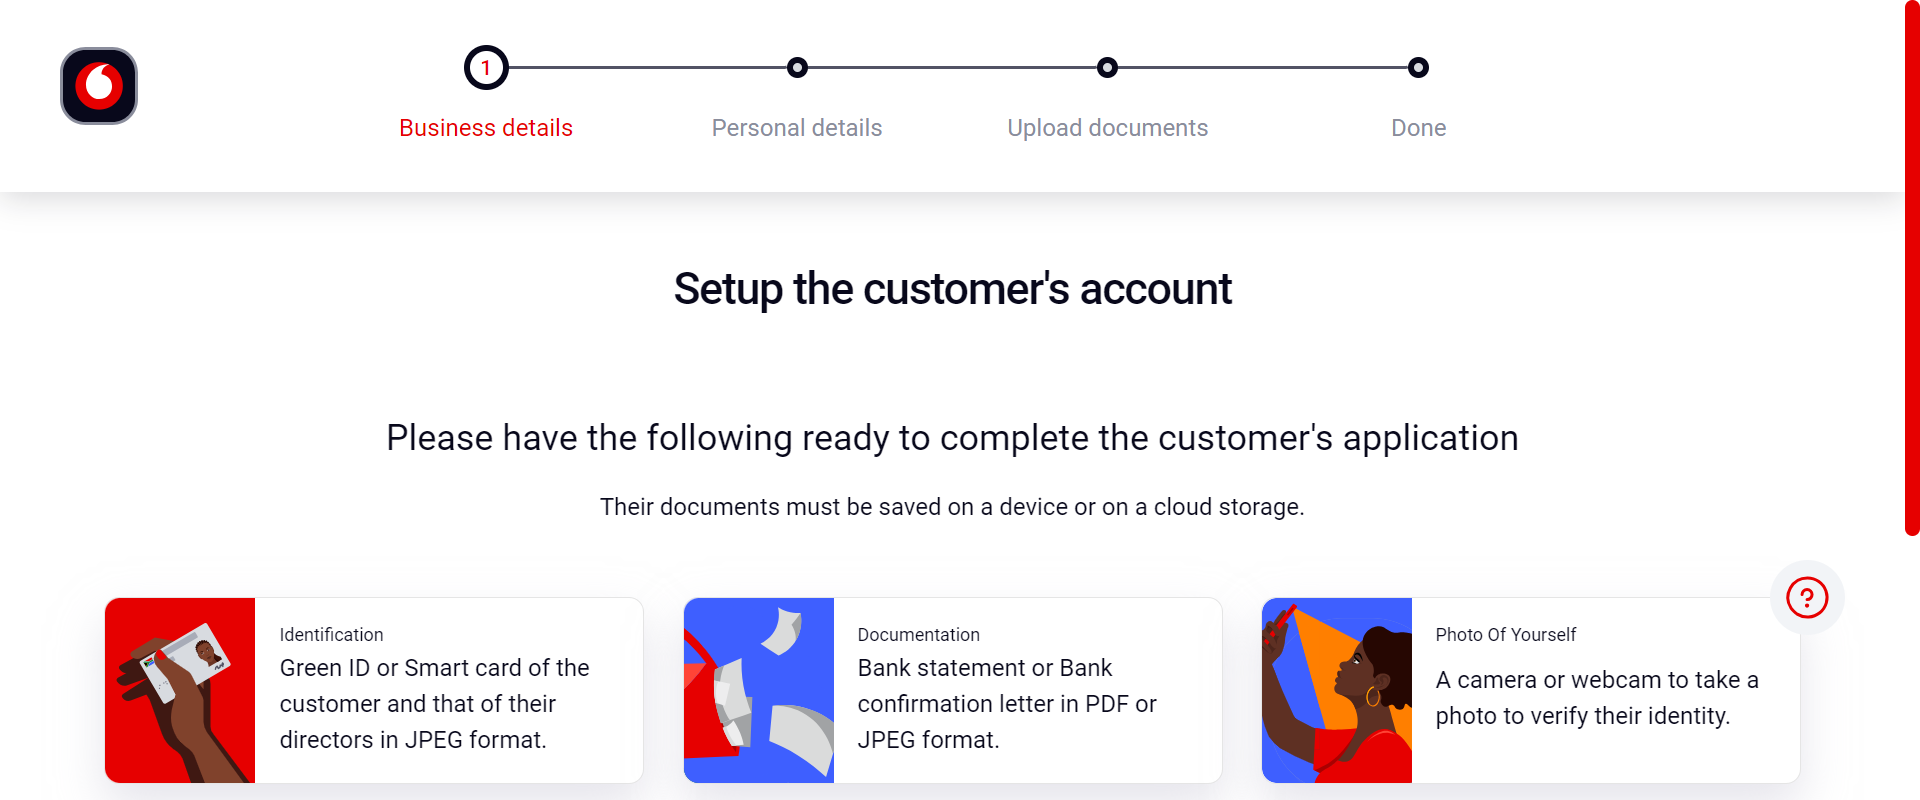 1
Business details
Personal details
Upload documents
Done
Setup the customer's account
Please have the following ready to complete the customer's application
Their documents must be saved on a device or on a cloud storage.
Identification
Green ID or Smart card of the
customer and that of their
directors in JPEG format.
Documentation
Bank statement or Bank
confirmation letter in PDF or
JPEG format.
Photo Of Yourself
A camera or webcam to take a
photo to verify their identity.
?